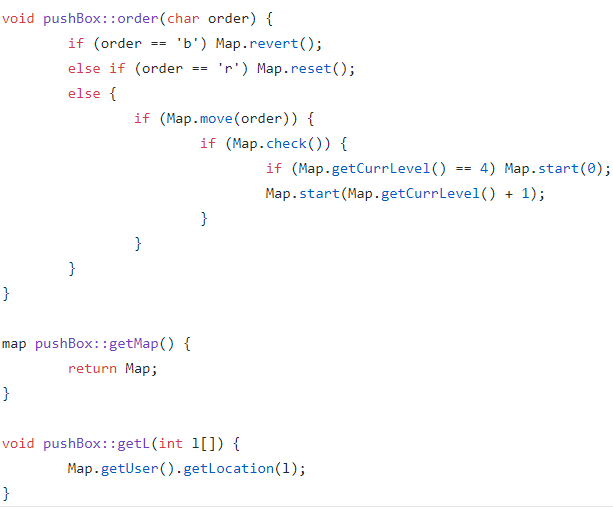 void pushBox::order(char order) {
        if (order == 'b') Map.revert();
        else if (order == 'r') Map.reset();
        else {
                if (Map.move(order)) {
                        if (Map.check()) {
                                if (Map.getCurrLevel() == 4) Map.start(0);
                                Map.start(Map.getCurrLevel() + 1);
                        }
                }
        }
}

map pushBox::getMap() {
        return Map;
}

void pushBox::getL(int l[]) {
        Map.getUser().getLocation(l);
}